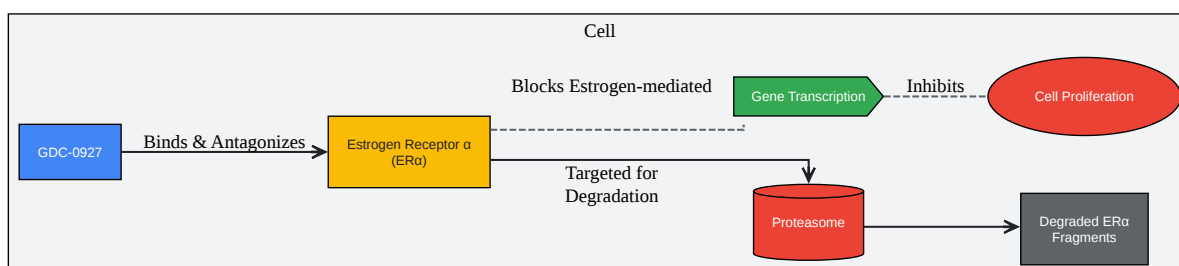 Cell
Blocks Estrogen-mediated
Gene Transcription
Inhibits
Cell Proliferation
GDC-0927
Binds & Antagonizes
Estrogen Receptor α
(ERα)
Targeted for
Degradation
Proteasome
Degraded ERα
Fragments